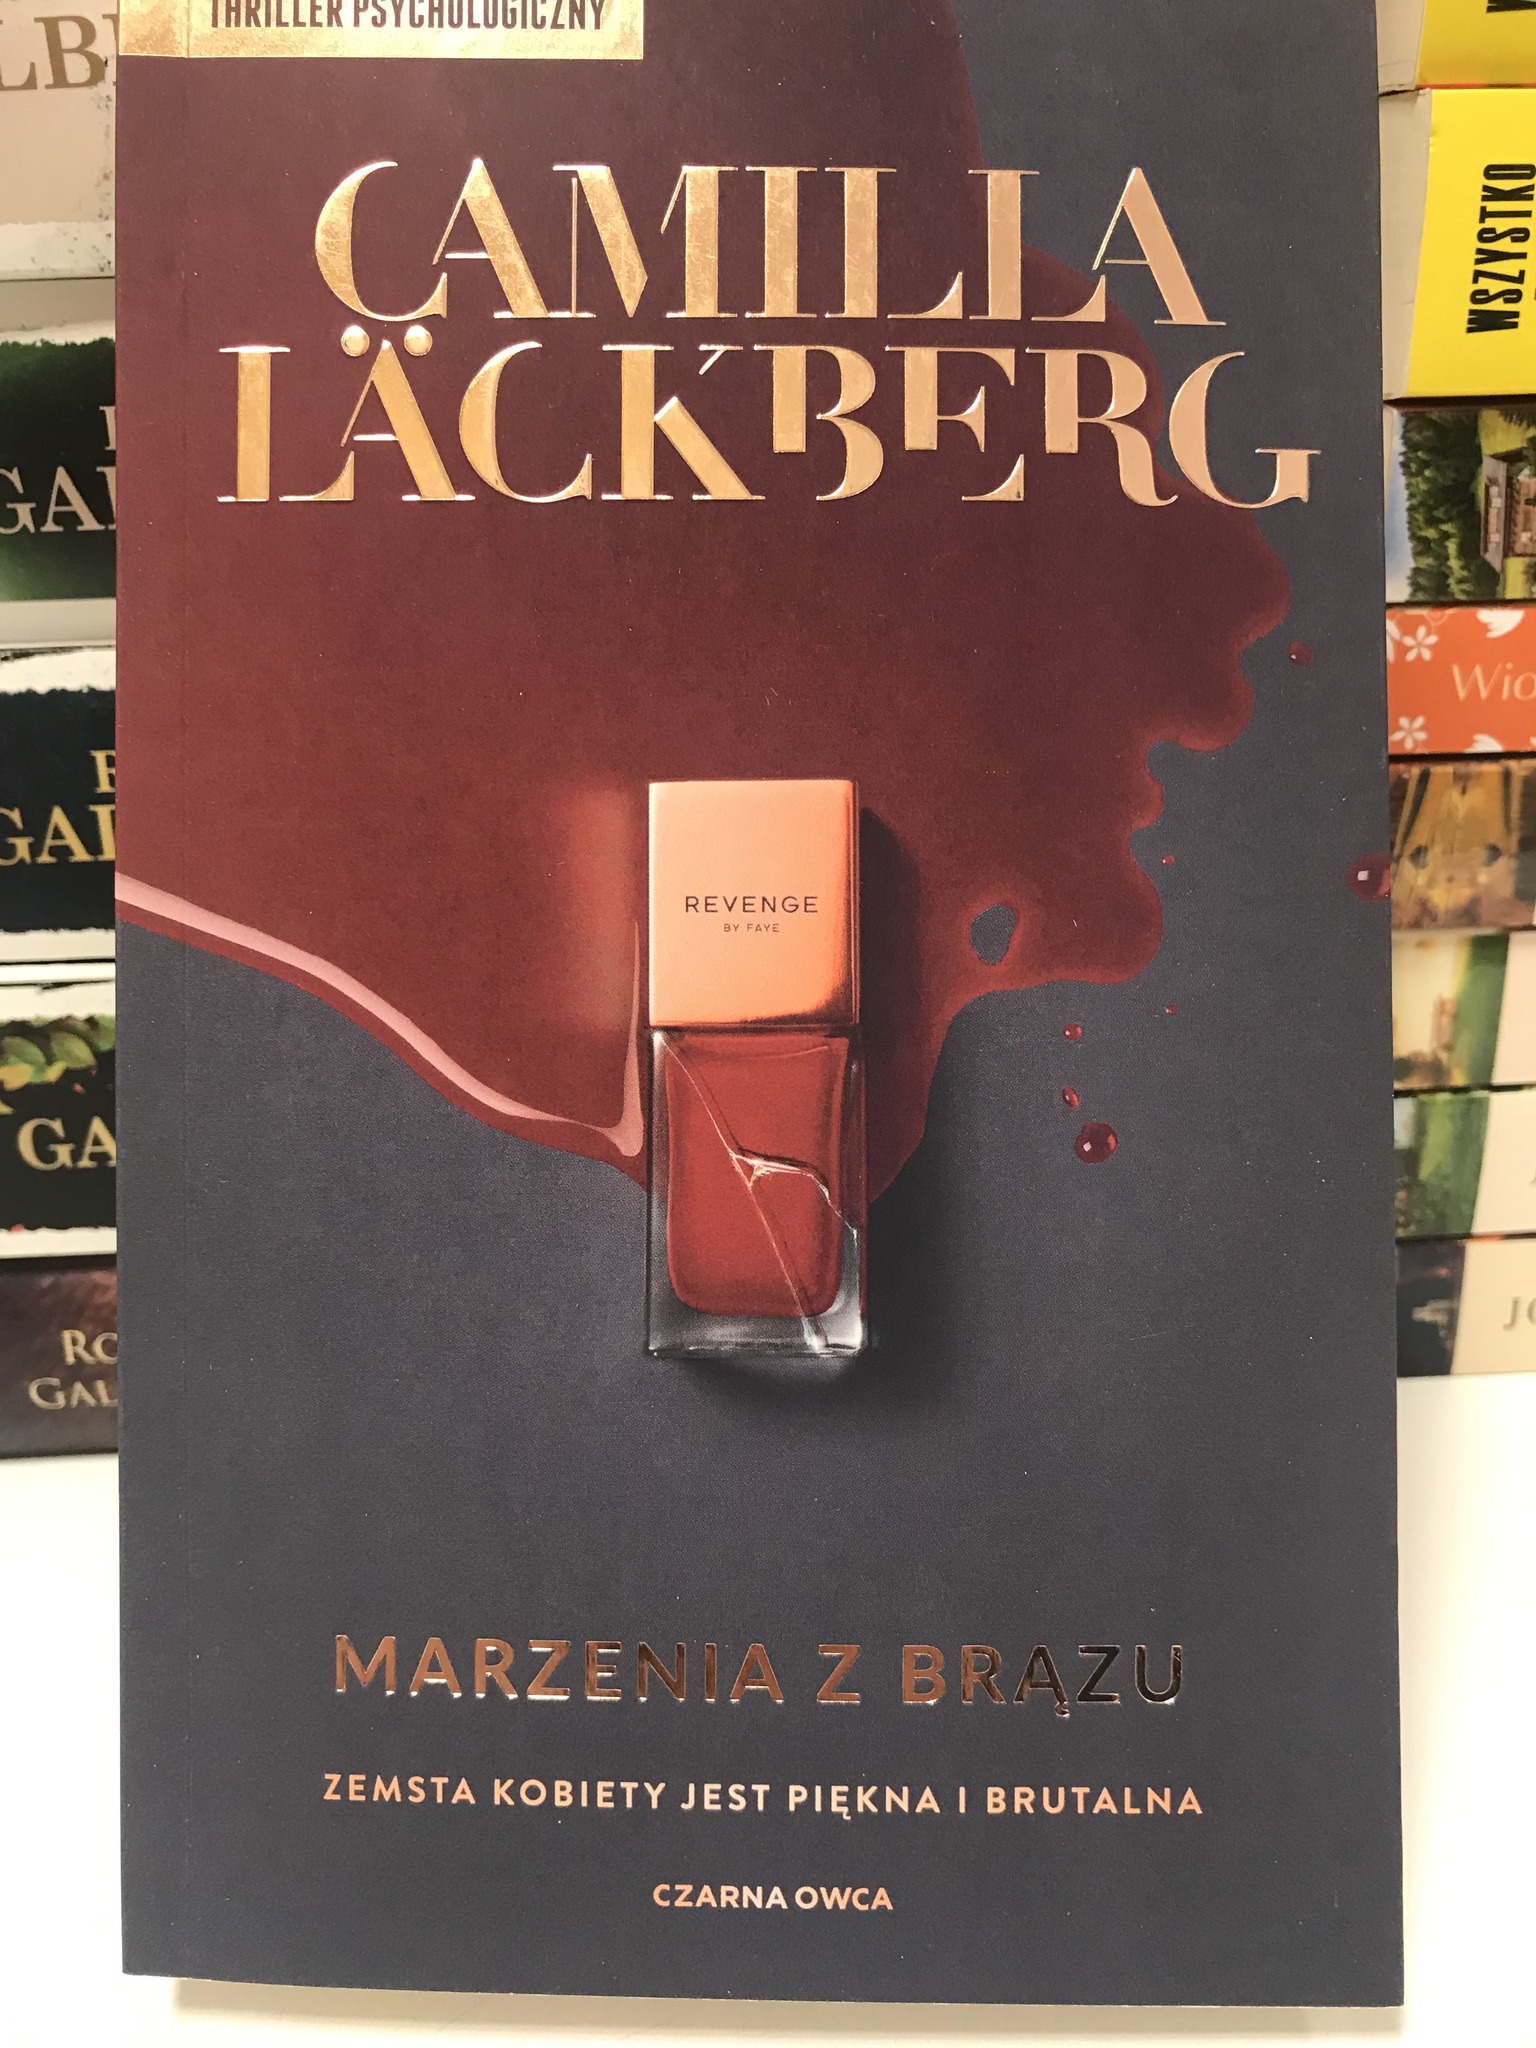 THRILLER PSYCHOLOGICZNY
CAMILLA
LÄCKBERG
REVENGE
BY FAYE
MARZENIA Z BRĄZU
ZEMSTA KOBIETY JEST PIĘKNA I BRUTALNA
CZARNA OWCA
WSZYSTKO